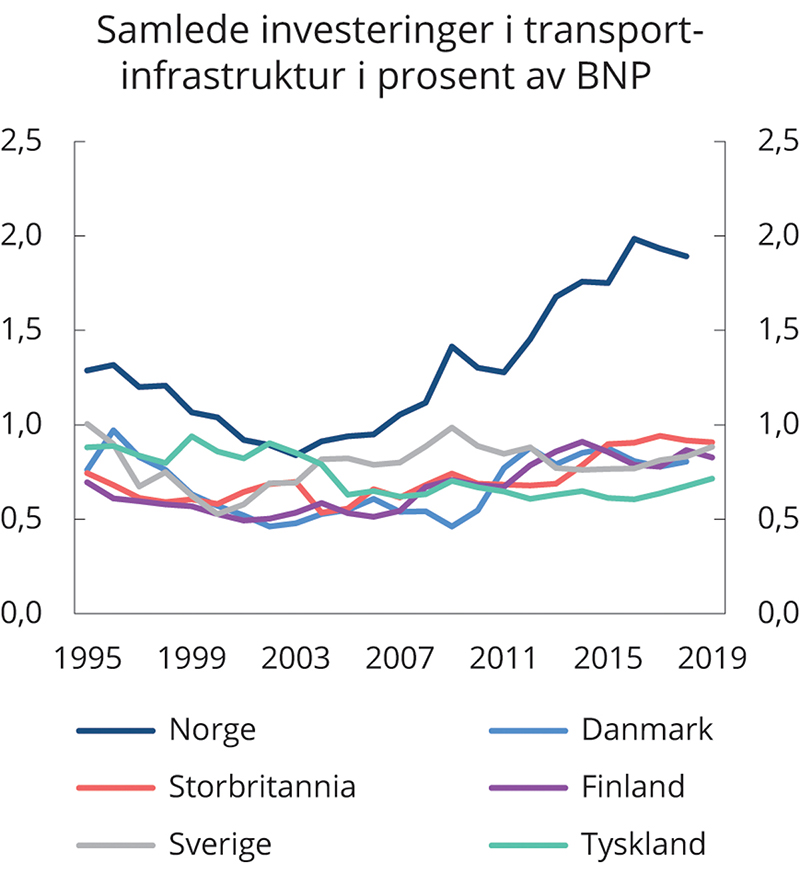 Samlede investeringer i transport-
infrastruktur i prosent av BNP
2,5 2,5
2,0 2,0
1,5 1,5
1,0 1,0
0,5 0,5
0,0 0,0
1995 1999 2003 2007 2011 2015 2019
Norge Danmark
Storbritannia Finland
Sverige Tyskland